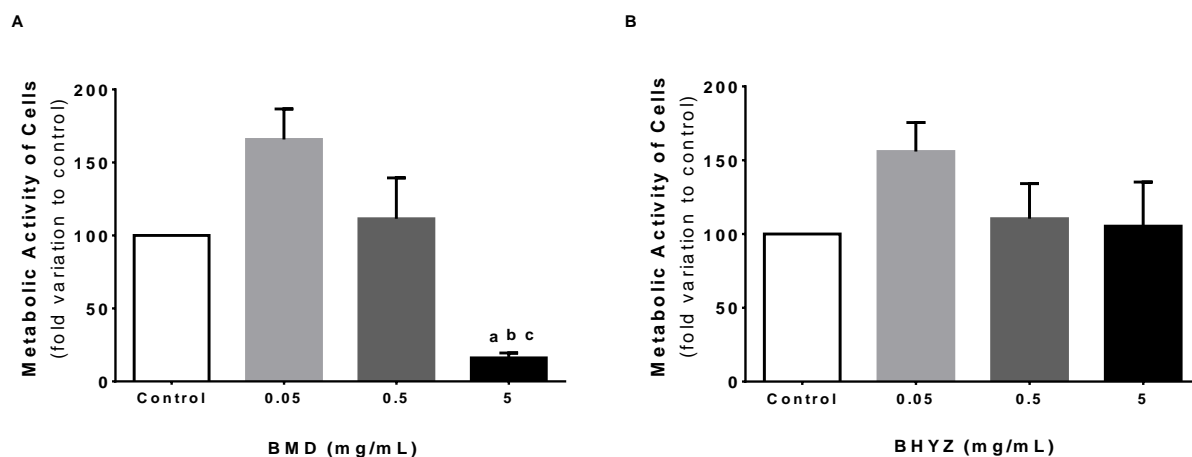 A
Metabolic Activity of Cells
(fold variation to control)
200
150
100
50
0
a b c
Control 0.05 0.5 5
BMD (mg/mL)
B
Metabolic Activity of Cells
(fold variation to control)
200
150
100
50
0
Control 0.05 0.5 5
BHYZ (mg/mL)